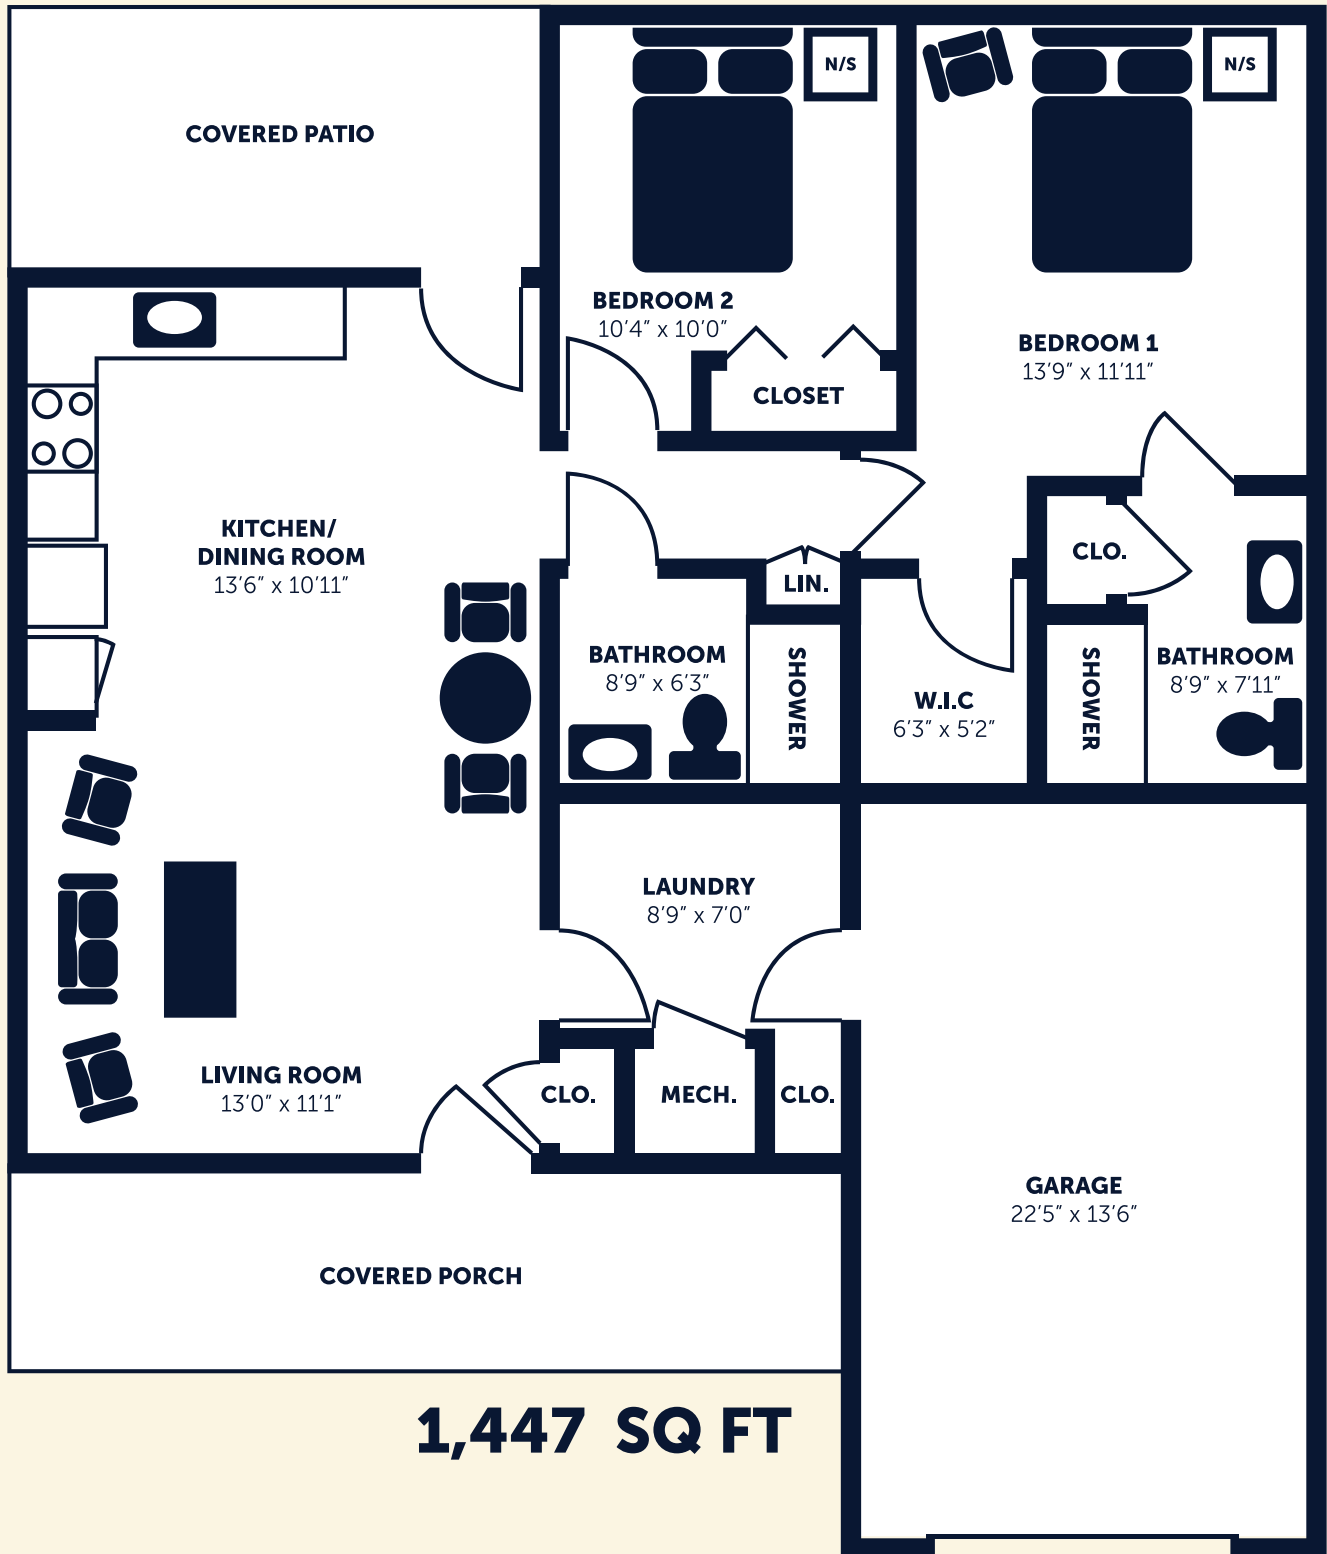 COVERED PATIO
N/S
N/S
BEDROOM 2
10’4” x 10’0”
BEDROOM 1
13’9” x 11’11”
CLOSET
KITCHEN/
DINING ROOM
13’6” x 10’11”
CLO.
LIN.
BATHROOM
8’9” x 6’3”
SHOWER
W.I.C
6’3” x 5’2”
SHOWER
BATHROOM
8’9” x 7’11”
LAUNDRY
8’9” x 7’0”
LIVING ROOM
13’0” x 11’1”
CLO.
MECH.
CLO.
GARAGE
22’5” x 13’6”
COVERED PORCH
1,447 SQ FT